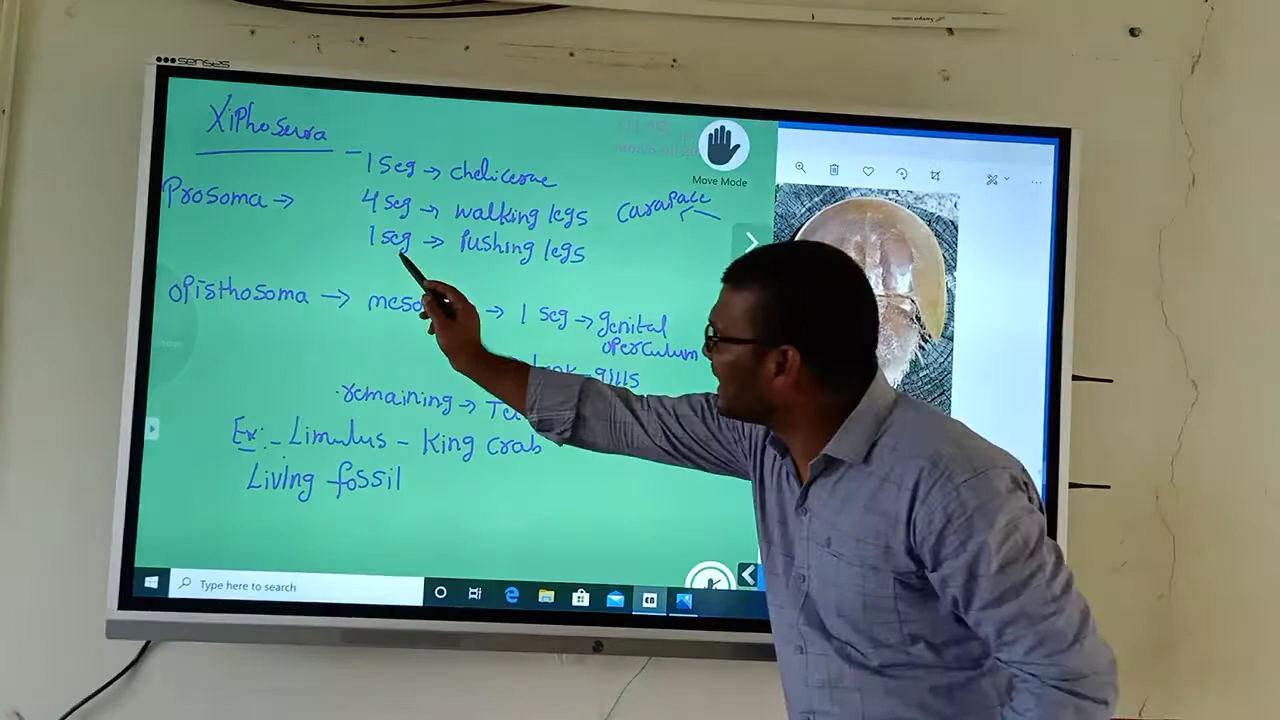 senses
Xiphosura
1 seg → chelicerae
Prosoma → 4 seg → walking legs
carapace
1 seg → Pushing legs
Move Mode
Opisthosoma → meso → 1 seg → genital
operculum
gills
remaining →
Ex:- Limulus - King crab
Living fossil
Type here to search